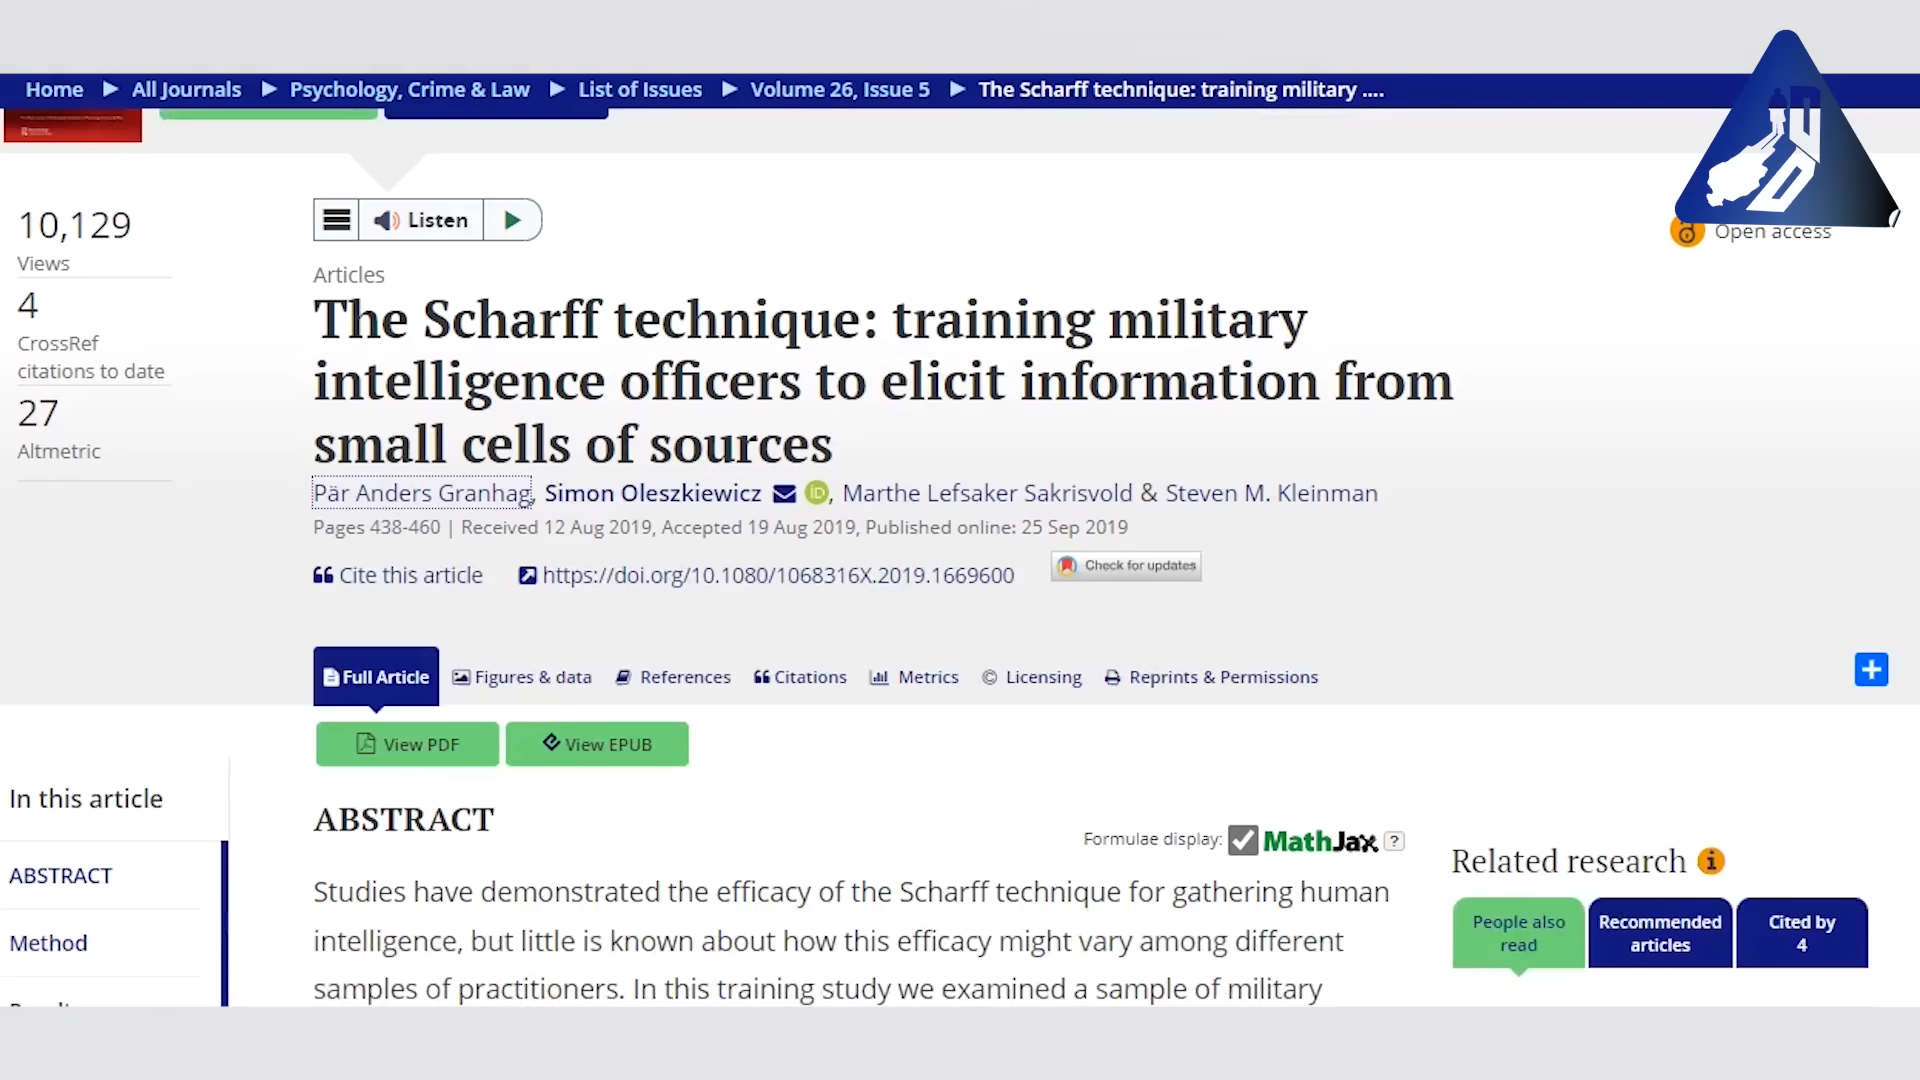 Home ▶ All Journals ▶ Psychology, Crime & Law ▶ List of Issues ▶ Volume 26, Issue 5 ▶ The Scharff technique: training military ....
10,129
Views
4
CrossRef
citations to date
27
Altmetric
Listen
Open access
Articles
The Scharff technique: training military
intelligence officers to elicit information from
small cells of sources
Pär Anders Granhag, Simon Oleszkiewicz iD, Marthe Lefsaker Sakrisvold & Steven M. Kleinman
Pages 438-460 | Received 12 Aug 2019, Accepted 19 Aug 2019, Published online: 25 Sep 2019
Cite this article https://doi.org/10.1080/1068316X.2019.1669600 Check for updates
Full Article Figures & data References Citations Metrics Licensing Reprints & Permissions
View PDF View EPUB
In this article
ABSTRACT
Method
ABSTRACT
Formulae display: MathJax ?
Studies have demonstrated the efficacy of the Scharff technique for gathering human
intelligence, but little is known about how this efficacy might vary among different
samples of practitioners. In this training study we examined a sample of military
Related research i
People also
read
Recommended
articles
Cited by
4